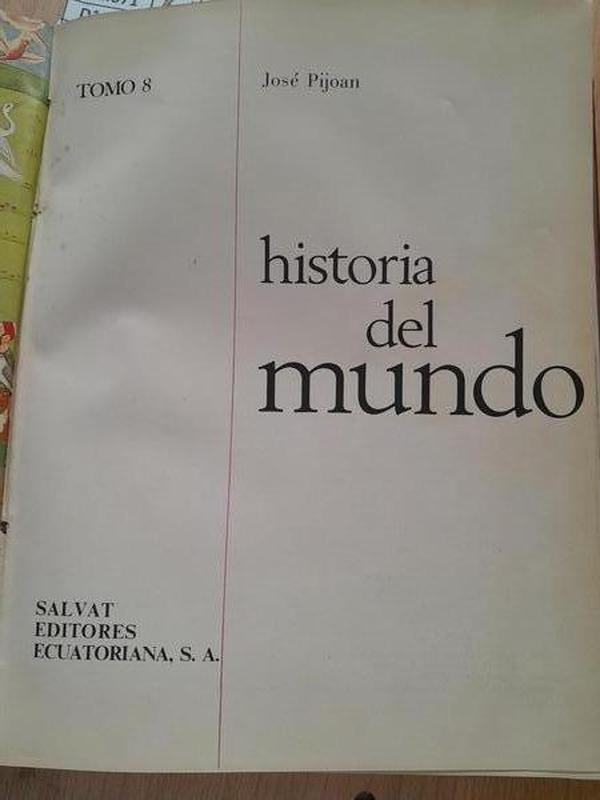 TOMO 8
José Pijoan
historia
del
mundo
SALVAT
EDITORES
ECUATORIANA, S. A.